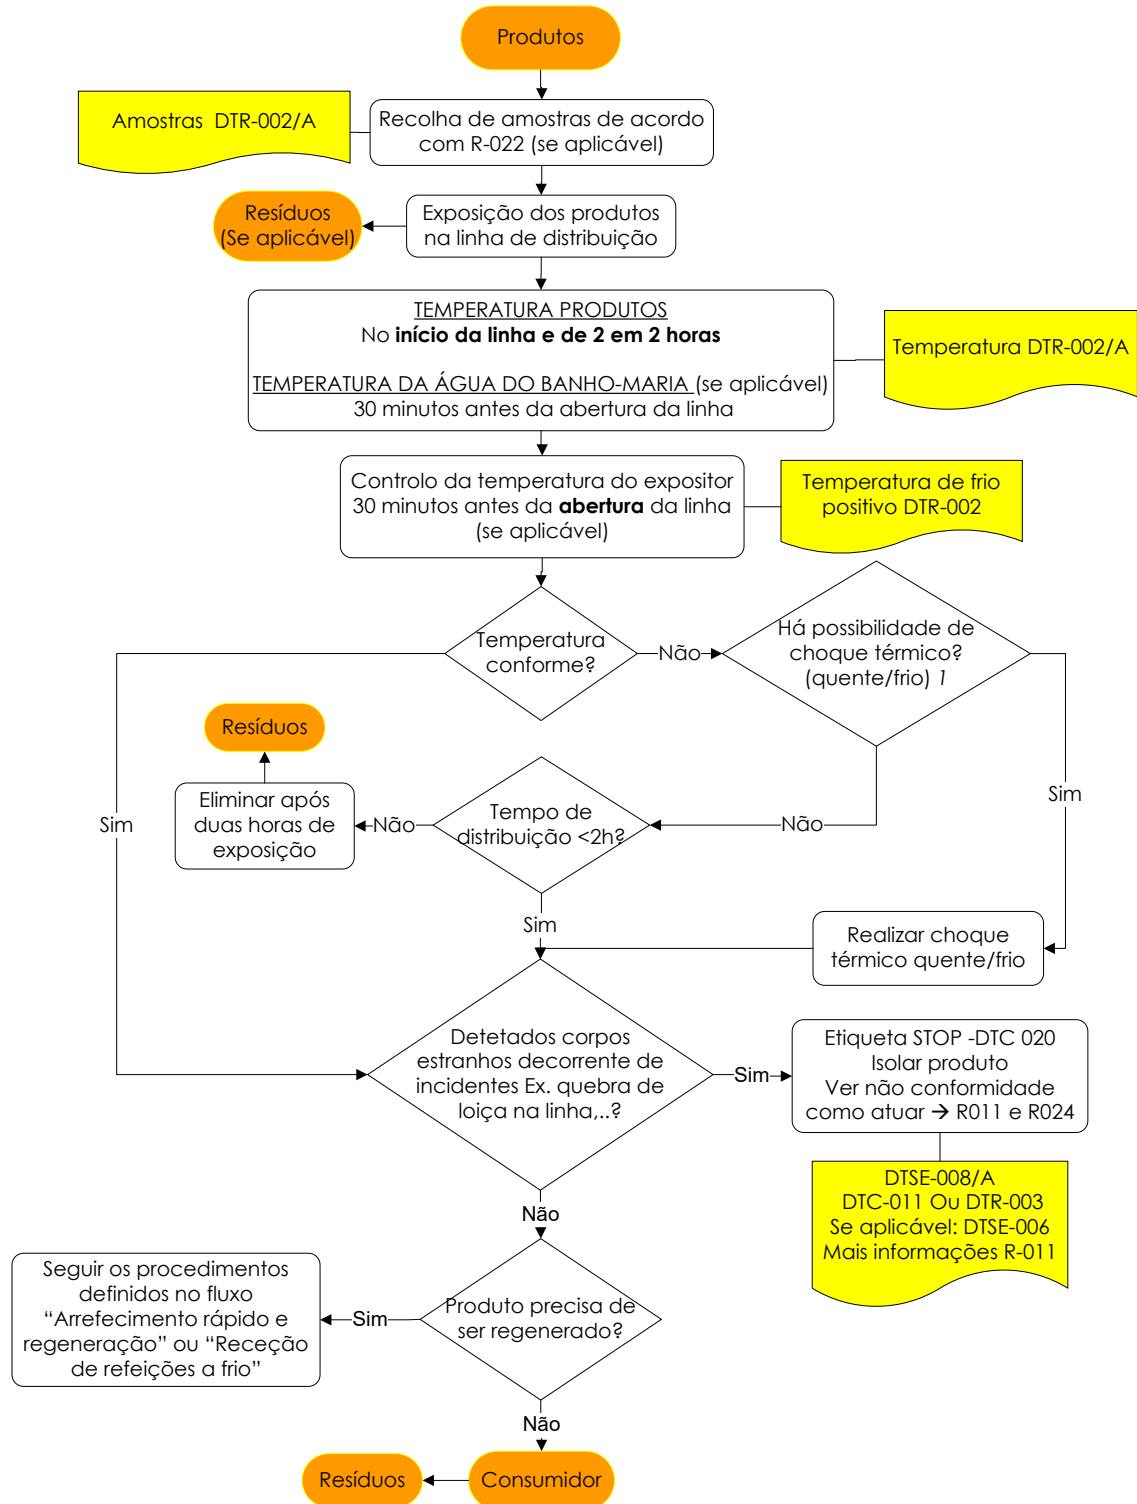 Produtos
Amostras  DTR-002/A
Recolha de amostras de acordo
com R-022 (se aplicável)
Resíduos
(Se aplicável)
Exposição dos produtos
na linha de distribuição
TEMPERATURA PRODUTOS
No início da linha e de 2 em 2 horas
TEMPERATURA DA ÁGUA DO BANHO-MARIA (se aplicável)
30 minutos antes da abertura da linha
Temperatura DTR-002/A
Controlo da temperatura do expositor
30 minutos antes da abertura da linha
(se aplicável)
Temperatura de frio
positivo DTR-002
Temperatura
conforme?
Não
Há possibilidade de
choque térmico?
(quente/frio) 1
Resíduos
Sim
Eliminar após
duas horas de
exposição
Não
Tempo de
distribuição <2h?
Não
Sim
Sim
Realizar choque
térmico quente/frio
Detetados corpos
estranhos decorrente de
incidentes Ex. quebra de
loiça na linha,..?
Sim
Etiqueta STOP -DTC 020
Isolar produto
Ver não conformidade
como atuar → R011 e R024
DTSE-008/A
DTC-011 Ou DTR-003
Se aplicável: DTSE-006
Mais informações R-011
Não
Seguir os procedimentos
definidos no fluxo
“Arrefecimento rápido e
regeneração” ou “Receção
de refeições a frio”
Sim
Produto precisa de
ser regenerado?
Não
Resíduos
Consumidor